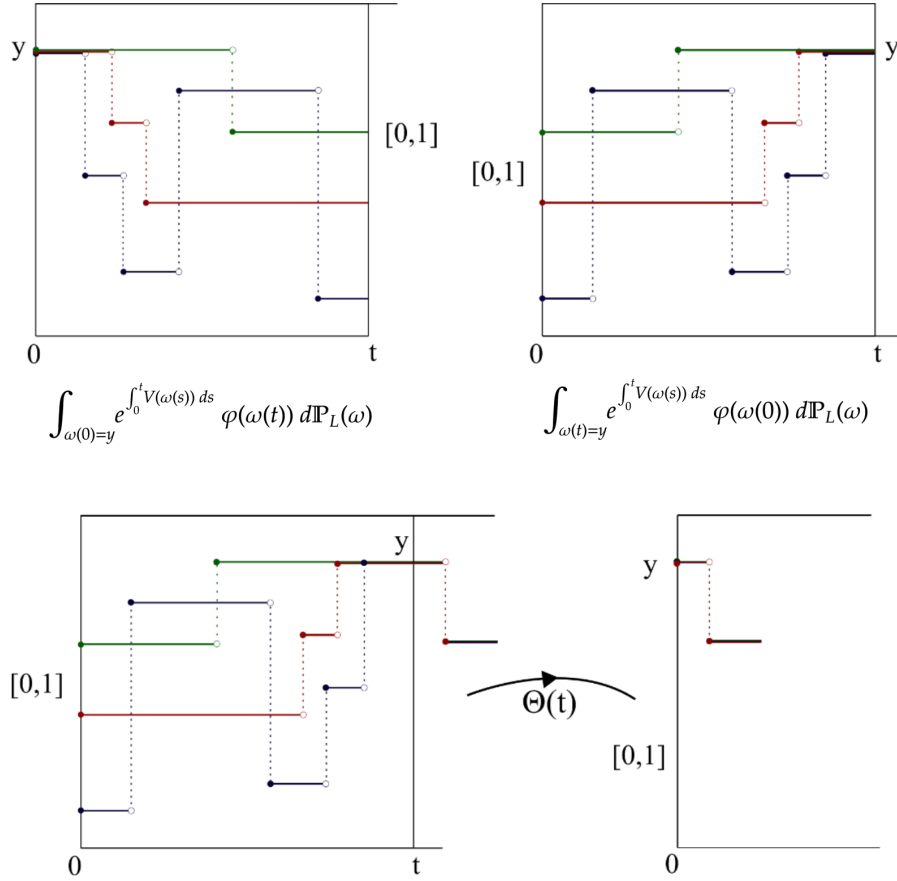 y
[0,1]
0 t
y
[0,1]
0 t
∫_{ω(0)=y} e^{∫_0^t V(ω(s)) ds} φ(ω(t)) dℙ_L(ω)
∫_{ω(t)=y} e^{∫_0^t V(ω(s)) ds} φ(ω(0)) dℙ_L(ω)
y
[0,1]
0 t
Θ(t)
y
[0,1]
0